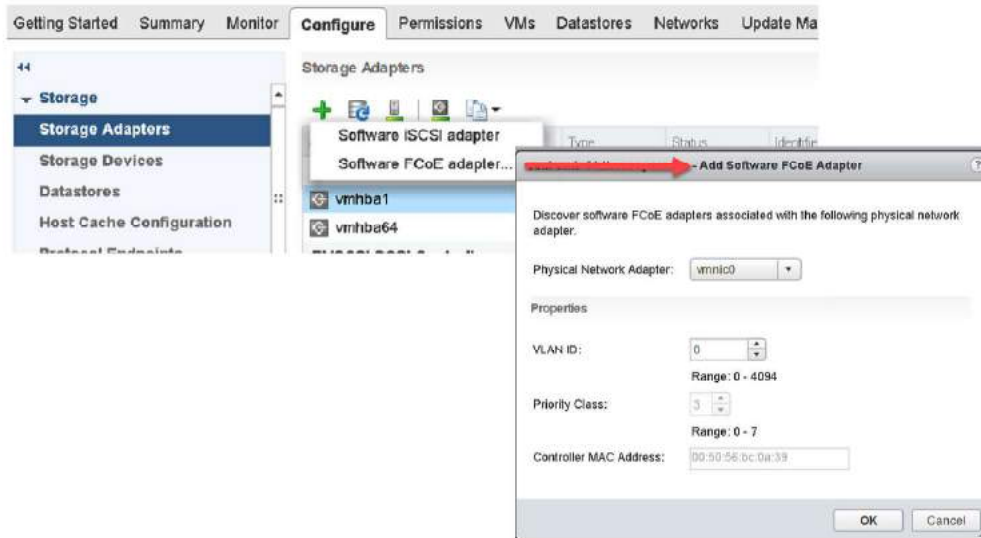 Getting Started Summary Monitor Configure Permissions VMs Datastores Networks Update Ma
Storage Adapters
Storage
Storage Adapters
Storage Devices
Datastores
Host Cache Configuration
Software iSCSI adapter
Software FCoE adapter...
Type Status
vmhba1
vmhba64
- Add Software FCoE Adapter
?
Discover software FCoE adapters associated with the following physical network
adapter.
Physical Network Adapter: vmnic0
Properties
VLAN ID: 0
Range: 0 - 4094
Priority Class: 3
Range: 0 - 7
Controller MAC Address: 00:50:56:bc:0a:39
OK Cancel